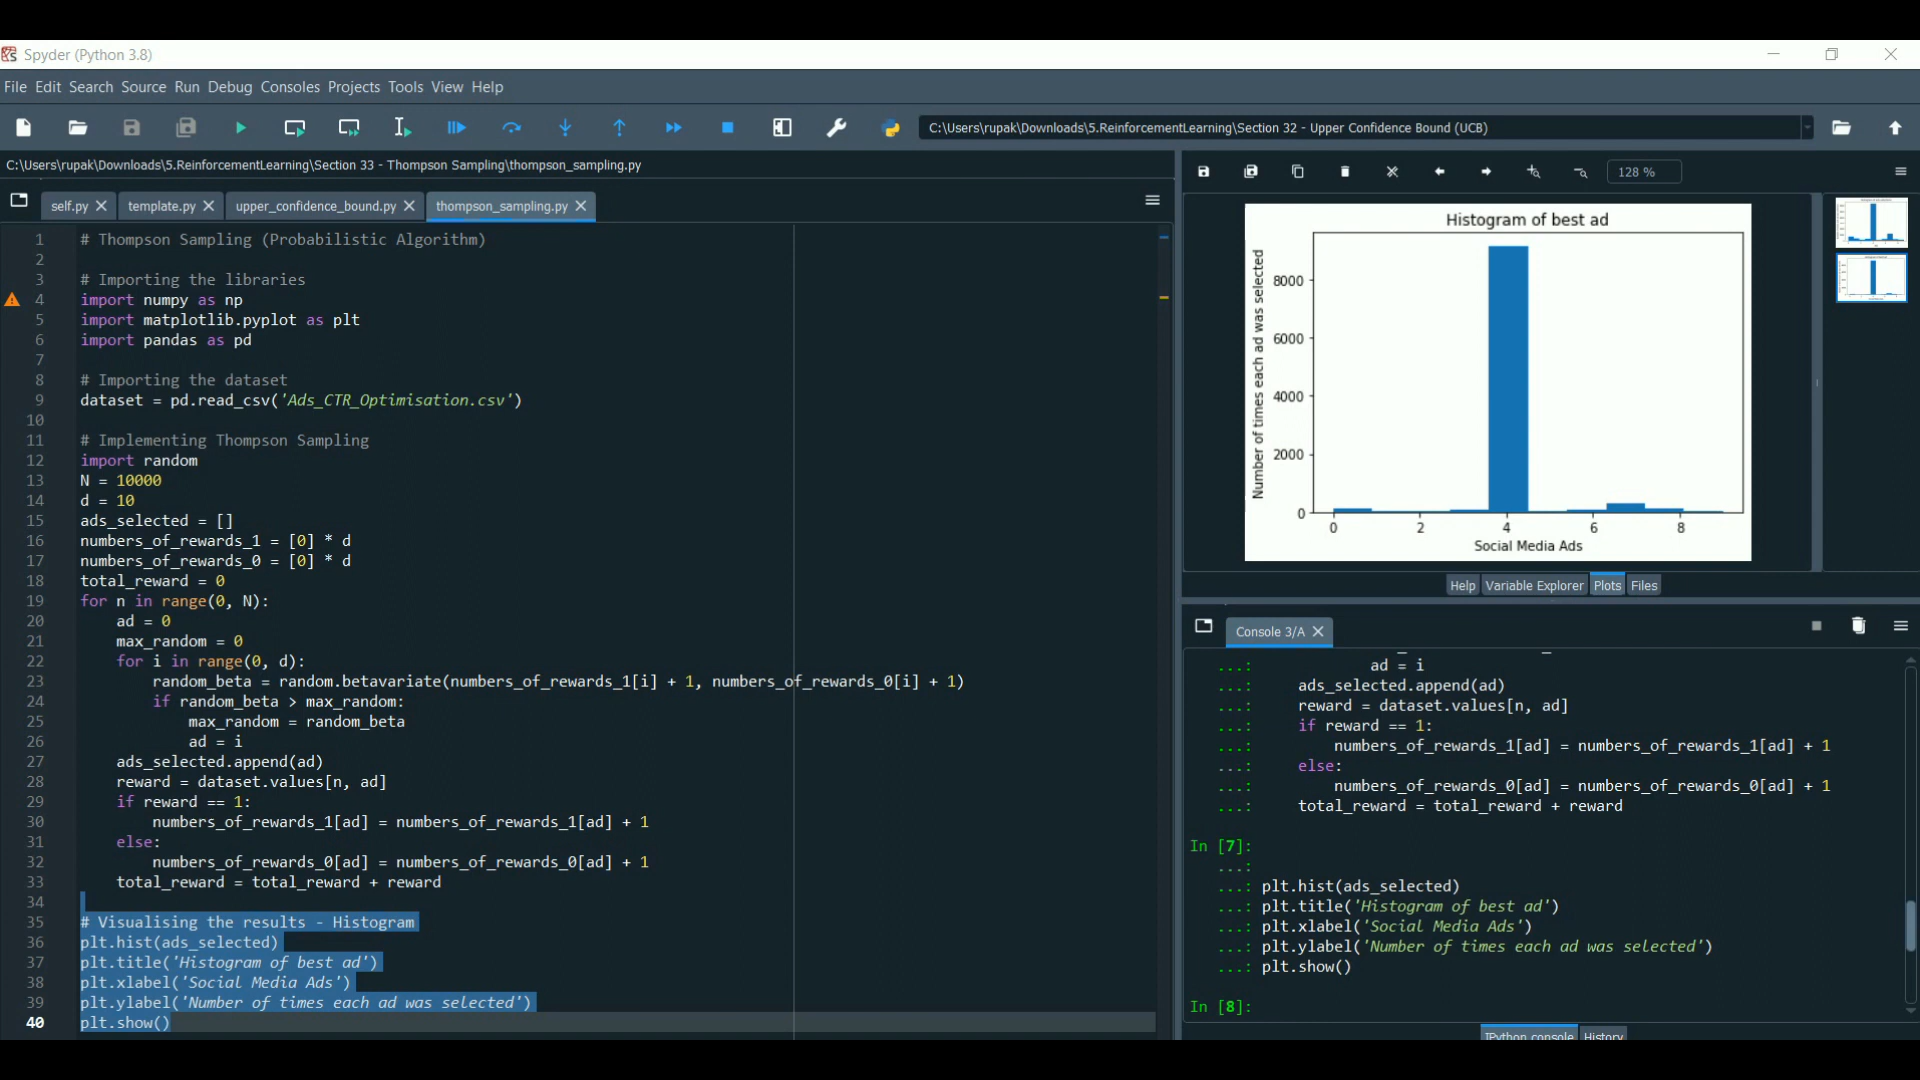 Spyder (Python 3.8)
File Edit Search Source Run Debug Consoles Projects Tools View Help
C:\Users\rupak\Downloads\5.ReinforcementLearning\Section 32 - Upper Confidence Bound (UCB)
C:\Users\rupak\Downloads\5.ReinforcementLearning\Section 33 - Thompson Sampling\thompson_sampling.py
self.py template.py upper_confidence_bound.py thompson_sampling.py
1 # Thompson Sampling (Probabilistic Algorithm)
2
3 # Importing the libraries
4 import numpy as np
5 import matplotlib.pyplot as plt
6 import pandas as pd
7
8 # Importing the dataset
9 dataset = pd.read_csv('Ads_CTR_Optimisation.csv')
10
11 # Implementing Thompson Sampling
12 import random
13 N = 10000
14 d = 10
15 ads_selected = []
16 numbers_of_rewards_1 = [0] * d
17 numbers_of_rewards_0 = [0] * d
18 total_reward = 0
19 for n in range(0, N):
20     ad = 0
21     max_random = 0
22     for i in range(0, d):
23         random_beta = random.betavariate(numbers_of_rewards_1[i] + 1, numbers_of_rewards_0[i] + 1)
24         if random_beta > max_random:
25             max_random = random_beta
26             ad = i
27     ads_selected.append(ad)
28     reward = dataset.values[n, ad]
29     if reward == 1:
30         numbers_of_rewards_1[ad] = numbers_of_rewards_1[ad] + 1
31     else:
32         numbers_of_rewards_0[ad] = numbers_of_rewards_0[ad] + 1
33     total_reward = total_reward + reward
34
35 # Visualising the results - Histogram
36 plt.hist(ads_selected)
37 plt.title('Histogram of best ad')
38 plt.xlabel('Social Media Ads')
39 plt.ylabel('Number of times each ad was selected')
40 plt.show()
128 %
Histogram of best ad
Number of times each ad was selected
8000
6000
4000
2000
0
0 2 4 6 8
Social Media Ads
Help Variable Explorer Plots Files
Console 3/A
...:             ad = i
...:     ads_selected.append(ad)
...:     reward = dataset.values[n, ad]
...:     if reward == 1:
...:         numbers_of_rewards_1[ad] = numbers_of_rewards_1[ad] + 1
...:     else:
...:         numbers_of_rewards_0[ad] = numbers_of_rewards_0[ad] + 1
...:     total_reward = total_reward + reward
In [7]:
...:
...: plt.hist(ads_selected)
...: plt.title('Histogram of best ad')
...: plt.xlabel('Social Media Ads')
...: plt.ylabel('Number of times each ad was selected')
...: plt.show()
In [8]:
IPython console History